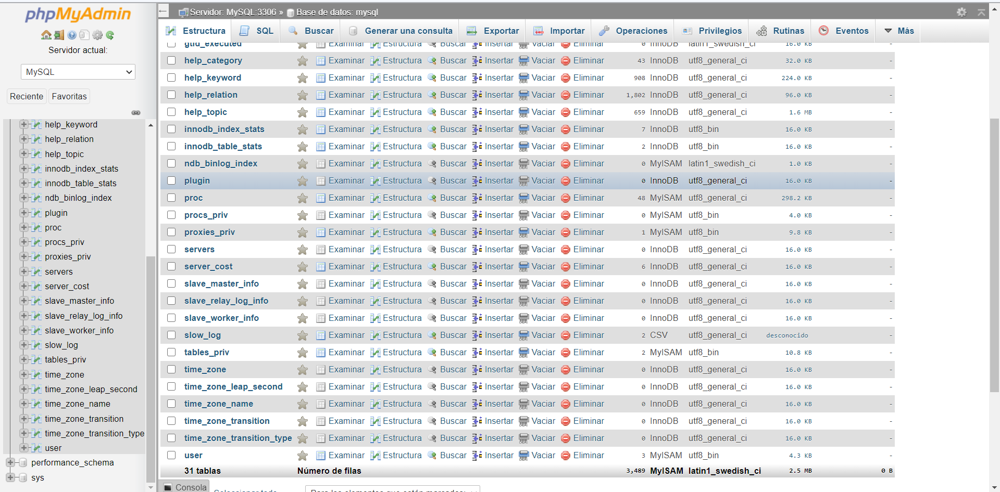 phpMyAdmin
Servidor actual:
MySQL
Reciente Favoritas
help_keyword
help_relation
help_topic
innodb_index_stats
innodb_table_stats
ndb_binlog_index
plugin
proc
procs_priv
proxies_priv
servers
server_cost
slave_master_info
slave_relay_log_info
slave_worker_info
slow_log
tables_priv
time_zone
time_zone_leap_second
time_zone_name
time_zone_transition
time_zone_transition_type
user
performance_schema
sys
Servidor: MySQL:3306 » Base de datos: mysql
Estructura SQL Buscar Generar una consulta Exportar Importar Operaciones Privilegios Rutinas Eventos Más
gtid_executed Examinar Estructura Buscar Insertar Vaciar Eliminar 0 InnoDB latin1_swedish_ci 16.0 KB -
help_category Examinar Estructura Buscar Insertar Vaciar Eliminar 43 InnoDB utf8_general_ci 32.0 KB -
help_keyword Examinar Estructura Buscar Insertar Vaciar Eliminar 908 InnoDB utf8_general_ci 224.0 KB -
help_relation Examinar Estructura Buscar Insertar Vaciar Eliminar 1,802 InnoDB utf8_general_ci 96.0 KB -
help_topic Examinar Estructura Buscar Insertar Vaciar Eliminar 659 InnoDB utf8_general_ci 1.6 MB -
innodb_index_stats Examinar Estructura Buscar Insertar Vaciar Eliminar 7 InnoDB utf8_bin 16.0 KB -
innodb_table_stats Examinar Estructura Buscar Insertar Vaciar Eliminar 2 InnoDB utf8_bin 16.0 KB -
ndb_binlog_index Examinar Estructura Buscar Insertar Vaciar Eliminar 0 MyISAM latin1_swedish_ci 1.0 KB -
plugin Examinar Estructura Buscar Insertar Vaciar Eliminar 0 InnoDB utf8_general_ci 16.0 KB -
proc Examinar Estructura Buscar Insertar Vaciar Eliminar 48 MyISAM utf8_general_ci 298.2 KB -
procs_priv Examinar Estructura Buscar Insertar Vaciar Eliminar 0 MyISAM utf8_bin 4.0 KB -
proxies_priv Examinar Estructura Buscar Insertar Vaciar Eliminar 1 MyISAM utf8_bin 9.8 KB -
servers Examinar Estructura Buscar Insertar Vaciar Eliminar 0 InnoDB utf8_general_ci 16.0 KB -
server_cost Examinar Estructura Buscar Insertar Vaciar Eliminar 6 InnoDB utf8_general_ci 16.0 KB -
slave_master_info Examinar Estructura Buscar Insertar Vaciar Eliminar 0 InnoDB utf8_general_ci 16.0 KB -
slave_relay_log_info Examinar Estructura Buscar Insertar Vaciar Eliminar 0 InnoDB utf8_general_ci 16.0 KB -
slave_worker_info Examinar Estructura Buscar Insertar Vaciar Eliminar 0 InnoDB utf8_general_ci 16.0 KB -
slow_log Examinar Estructura Buscar Insertar Vaciar Eliminar 2 CSV utf8_general_ci desconocido -
tables_priv Examinar Estructura Buscar Insertar Vaciar Eliminar 2 MyISAM utf8_bin 10.8 KB -
time_zone Examinar Estructura Buscar Insertar Vaciar Eliminar 0 InnoDB utf8_general_ci 16.0 KB -
time_zone_leap_second Examinar Estructura Buscar Insertar Vaciar Eliminar 0 InnoDB utf8_general_ci 16.0 KB -
time_zone_name Examinar Estructura Buscar Insertar Vaciar Eliminar 0 InnoDB utf8_general_ci 16.0 KB -
time_zone_transition Examinar Estructura Buscar Insertar Vaciar Eliminar 0 InnoDB utf8_general_ci 16.0 KB -
time_zone_transition_type Examinar Estructura Buscar Insertar Vaciar Eliminar 0 InnoDB utf8_general_ci 16.0 KB -
user Examinar Estructura Buscar Insertar Vaciar Eliminar 3 MyISAM utf8_bin 4.3 KB -
31 tablas Número de filas 3,489 MyISAM latin1_swedish_ci 2.5 MB 0 B
Consola Seleccionar todo Para los elementos que están marcados: